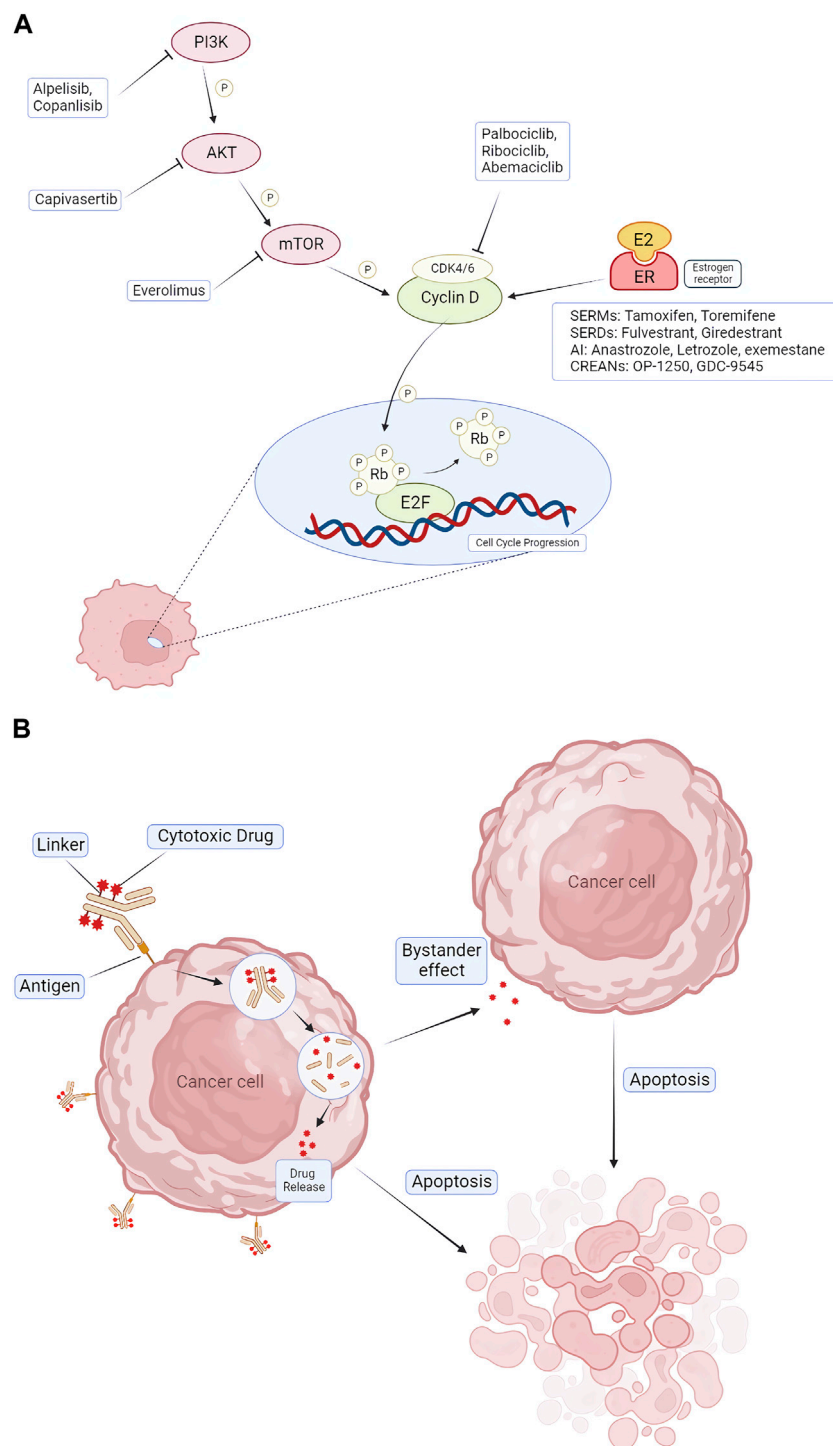 A
PI3K
P
Alpelisib,
Copanlisib
AKT
P
Capivasertib
mTOR
P
Everolimus
Palbociclib,
Ribociclib,
Abemaciclib
CDK4/6
Cyclin D
E2
ER
Estrogen
receptor
SERMs: Tamoxifen, Toremifene
SERDs: Fulvestrant, Giredestrant
AI: Anastrozole, Letrozole, exemestane
CREANs: OP-1250, GDC-9545
P
P
P
P
P
Rb
P
P
P
P
Rb
E2F
Cell Cycle Progression
B
Linker
Cytotoxic Drug
Antigen
Cancer cell
Drug
Release
Bystander
effect
Cancer cell
Apoptosis
Apoptosis